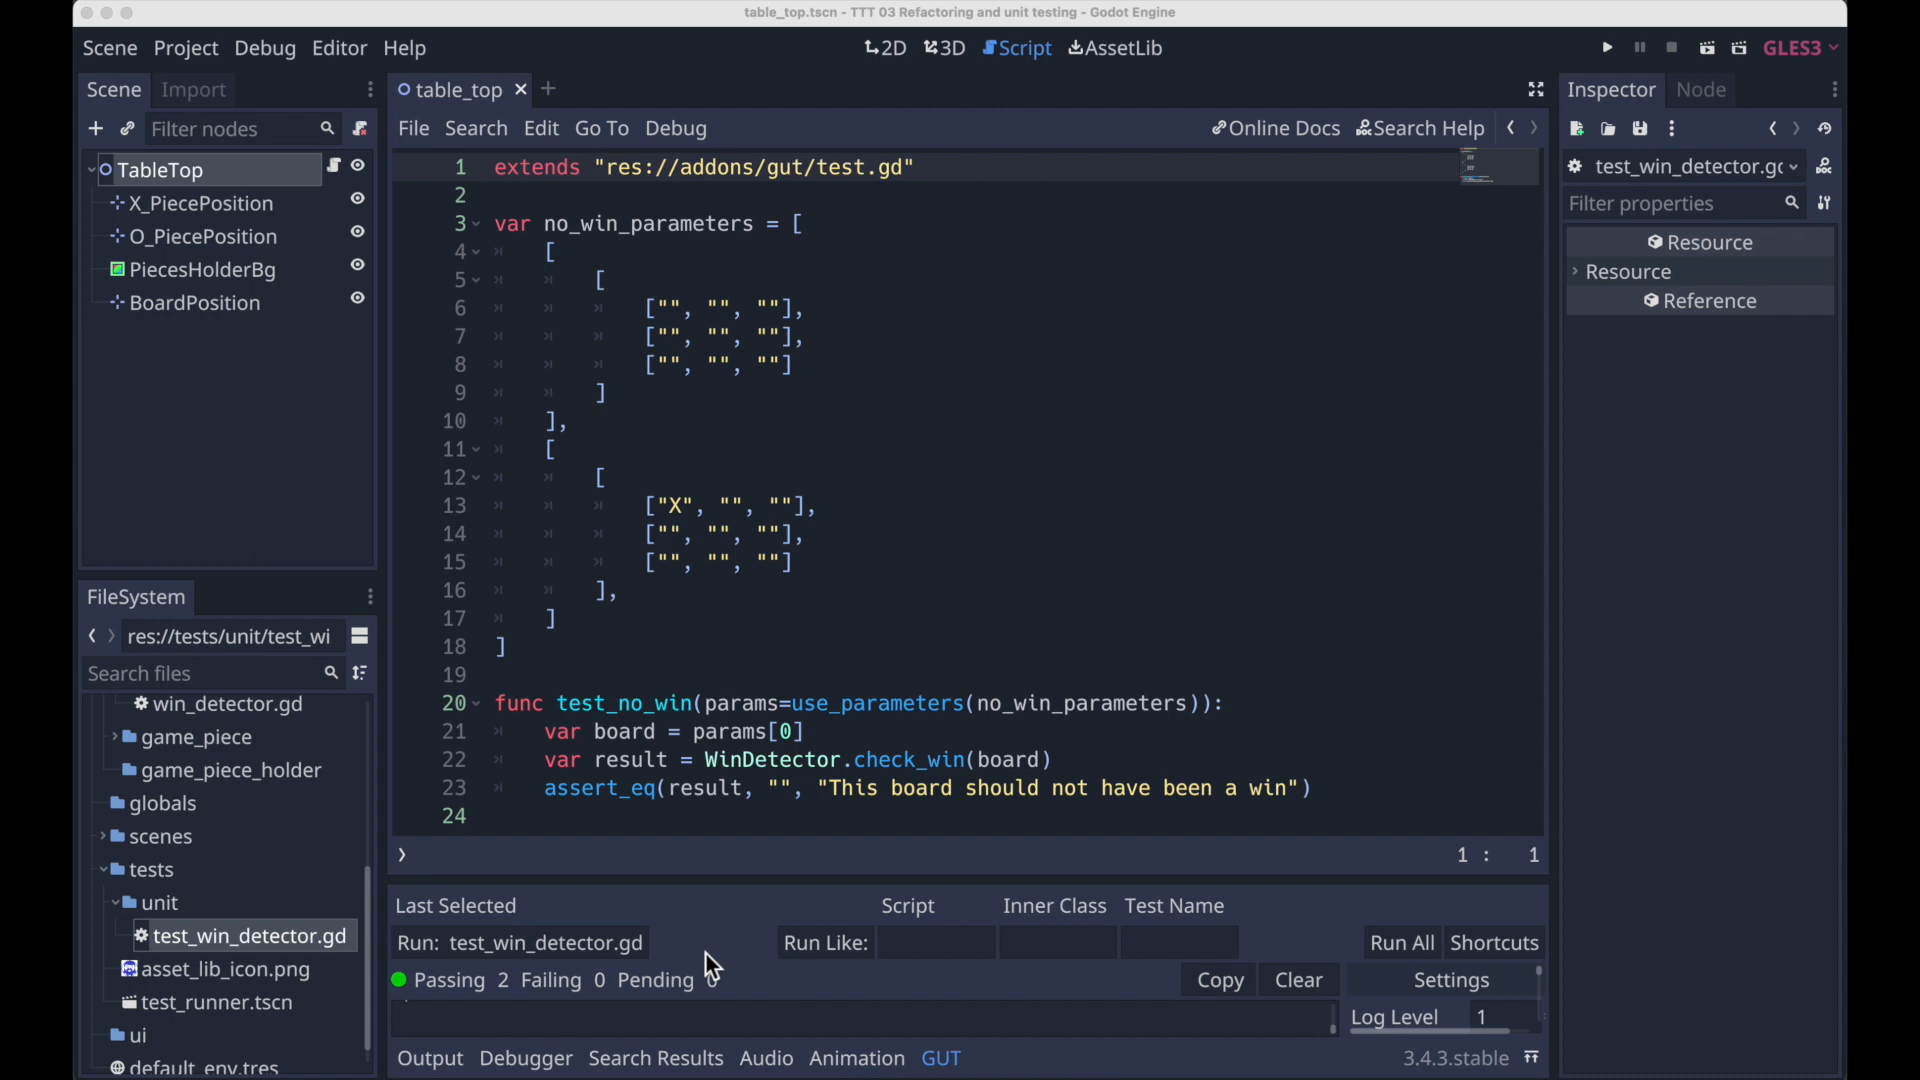 table_top.tscn - TTT 03 Refactoring and unit testing - Godot Engine
Scene Project Debug Editor Help
2D 3D Script AssetLib
GLES3
Scene Import
table_top
Inspector Node
Filter nodes
File Search Edit Go To Debug
Online Docs Search Help
TableTop
X_PiecePosition
O_PiecePosition
PiecesHolderBg
BoardPosition
1 extends "res://addons/gut/test.gd"
2
3 var no_win_parameters = [
4 [
5 [
6 ["", "", ""],
7 ["", "", ""],
8 ["", "", ""]
9 ]
10 ],
11 [
12 [
13 ["X", "", ""],
14 ["", "", ""],
15 ["", "", ""]
16 ],
17 ]
18 ]
19
20 func test_no_win(params=use_parameters(no_win_parameters)):
21 var board = params[0]
22 var result = WinDetector.check_win(board)
23 assert_eq(result, "", "This board should not have been a win")
24
1 : 1
test_win_detector.gd
Filter properties
Resource
Resource
Reference
FileSystem
res://tests/unit/test_wi
Search files
win_detector.gd
game_piece
game_piece_holder
globals
scenes
tests
unit
test_win_detector.gd
asset_lib_icon.png
test_runner.tscn
ui
default_env.tres
Last Selected Script Inner Class Test Name
Run: test_win_detector.gd Run Like: Run All Shortcuts
Passing 2 Failing 0 Pending
Copy Clear Settings
Log Level 1
Output Debugger Search Results Audio Animation GUT
3.4.3.stable